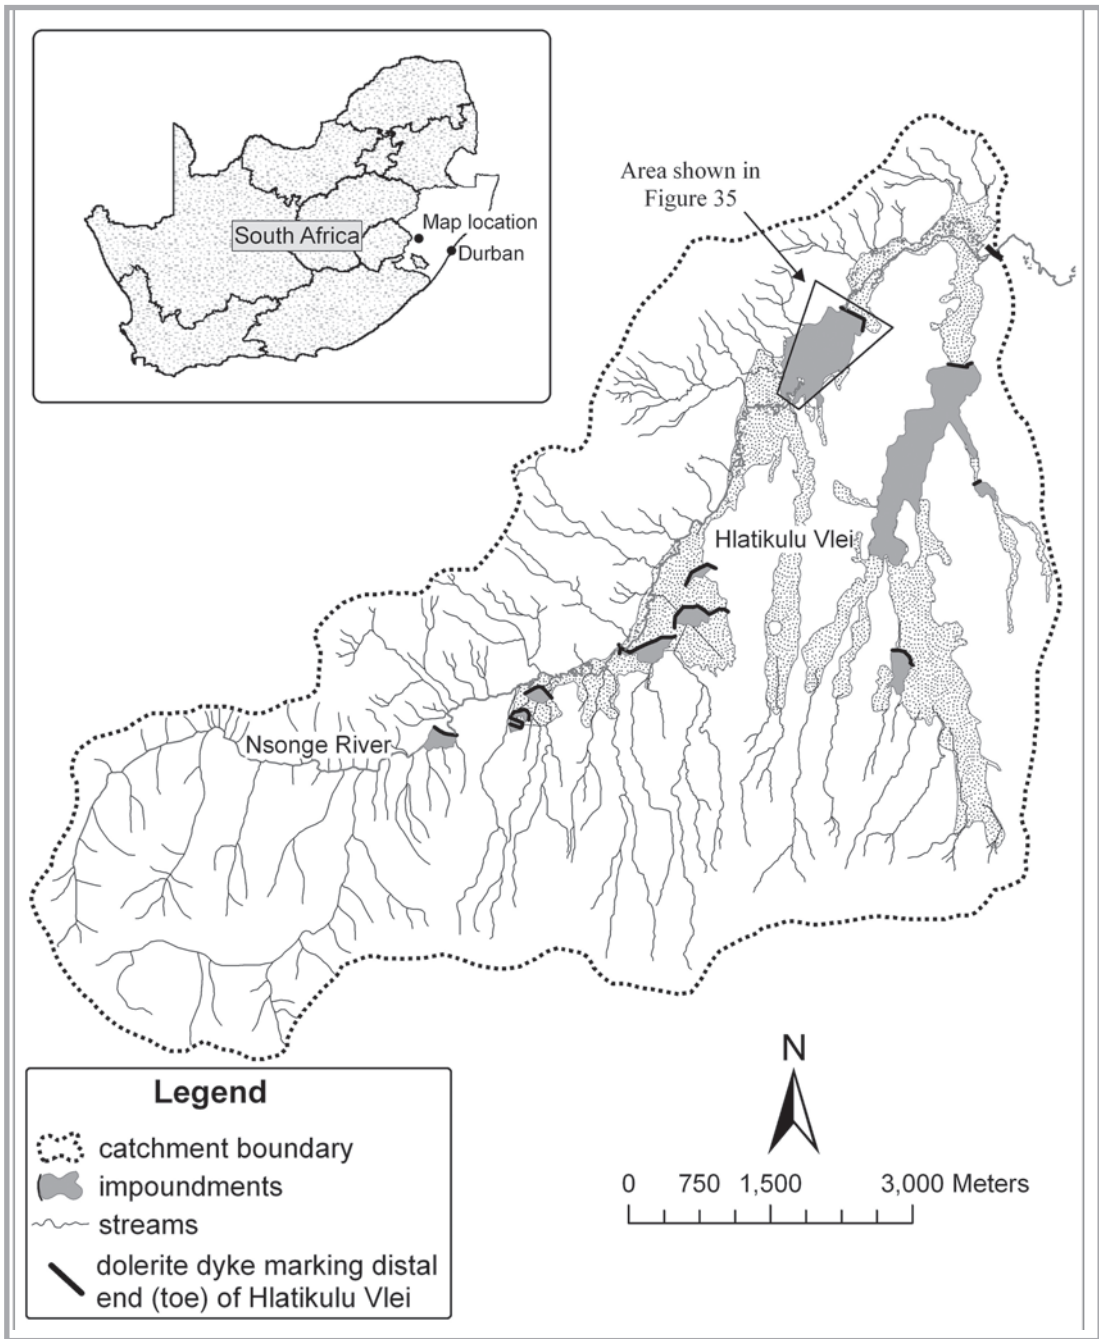 South Africa
Map location
Durban
Area shown in
Figure 35
Hlatikulu Vlei
Nsonge River
N
0 750 1,500 3,000 Meters
Legend
catchment boundary
impoundments
streams
dolerite dyke marking distal
end (toe) of Hlatikulu Vlei